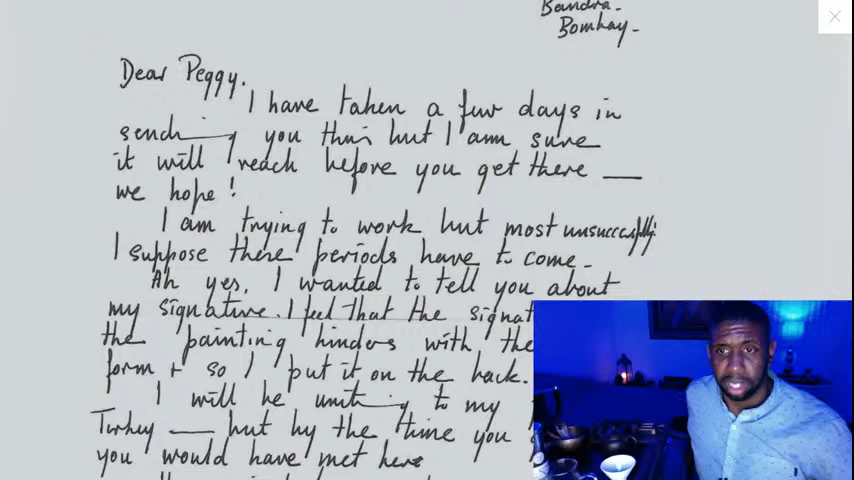 Bandra-
Bombay-
Dear Peggy.
I have taken a few days in
sending you this but I am sure
it will reach before you get there —
we hope!
I am trying to work but most unsuccessfully.
I suppose these periods have to come-
Ah yes, I wanted to tell you about
my signature. I feel that the
the painting hinders with the
form + so I put it on the back.
I will be writing to my
Turkey — but by the time you
you would have met here